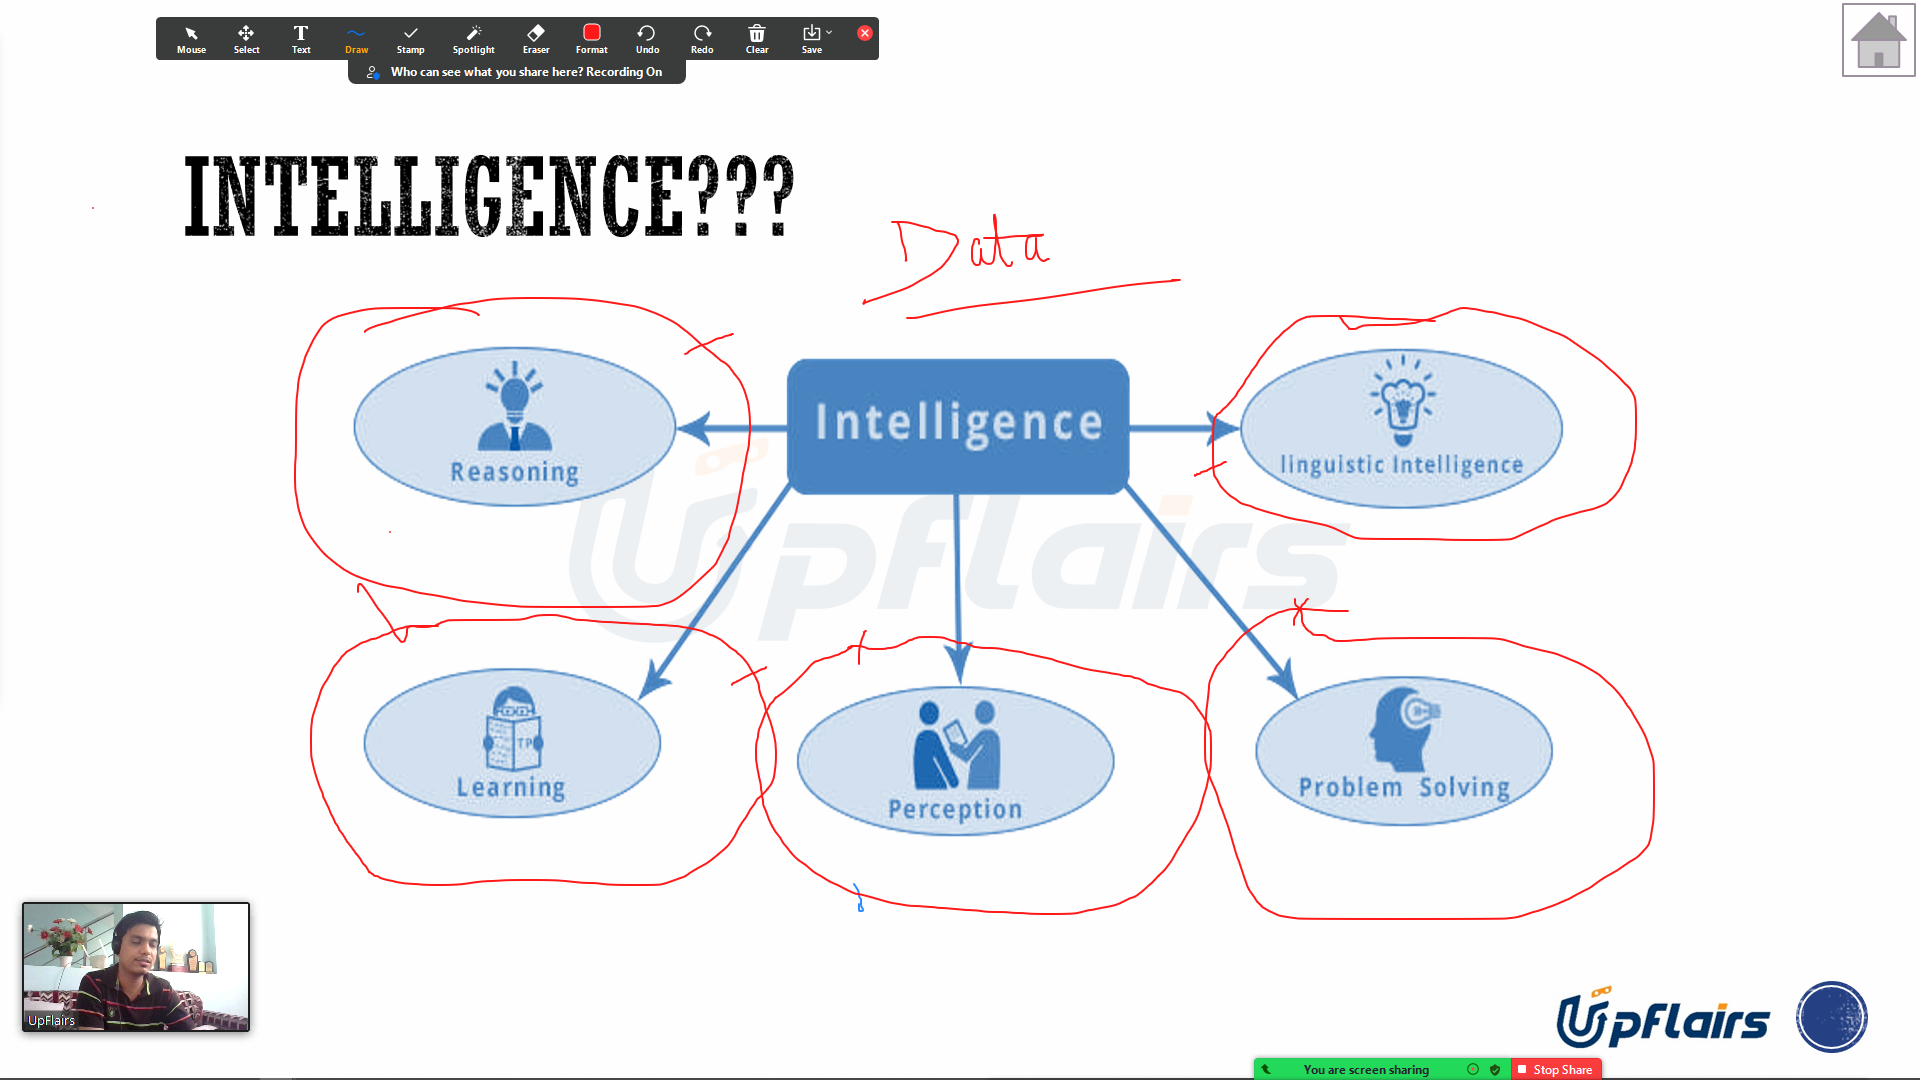 Mouse Select Text Draw Stamp Spotlight Eraser Format Undo Redo Clear Save
Who can see what you share here? Recording On
INTELLIGENCE???
Data
Intelligence
Reasoning
linguistic Intelligence
Upflairs
Learning
TP
Perception
Problem Solving
UpFlairs
UpFlairs
You are screen sharing Stop Share